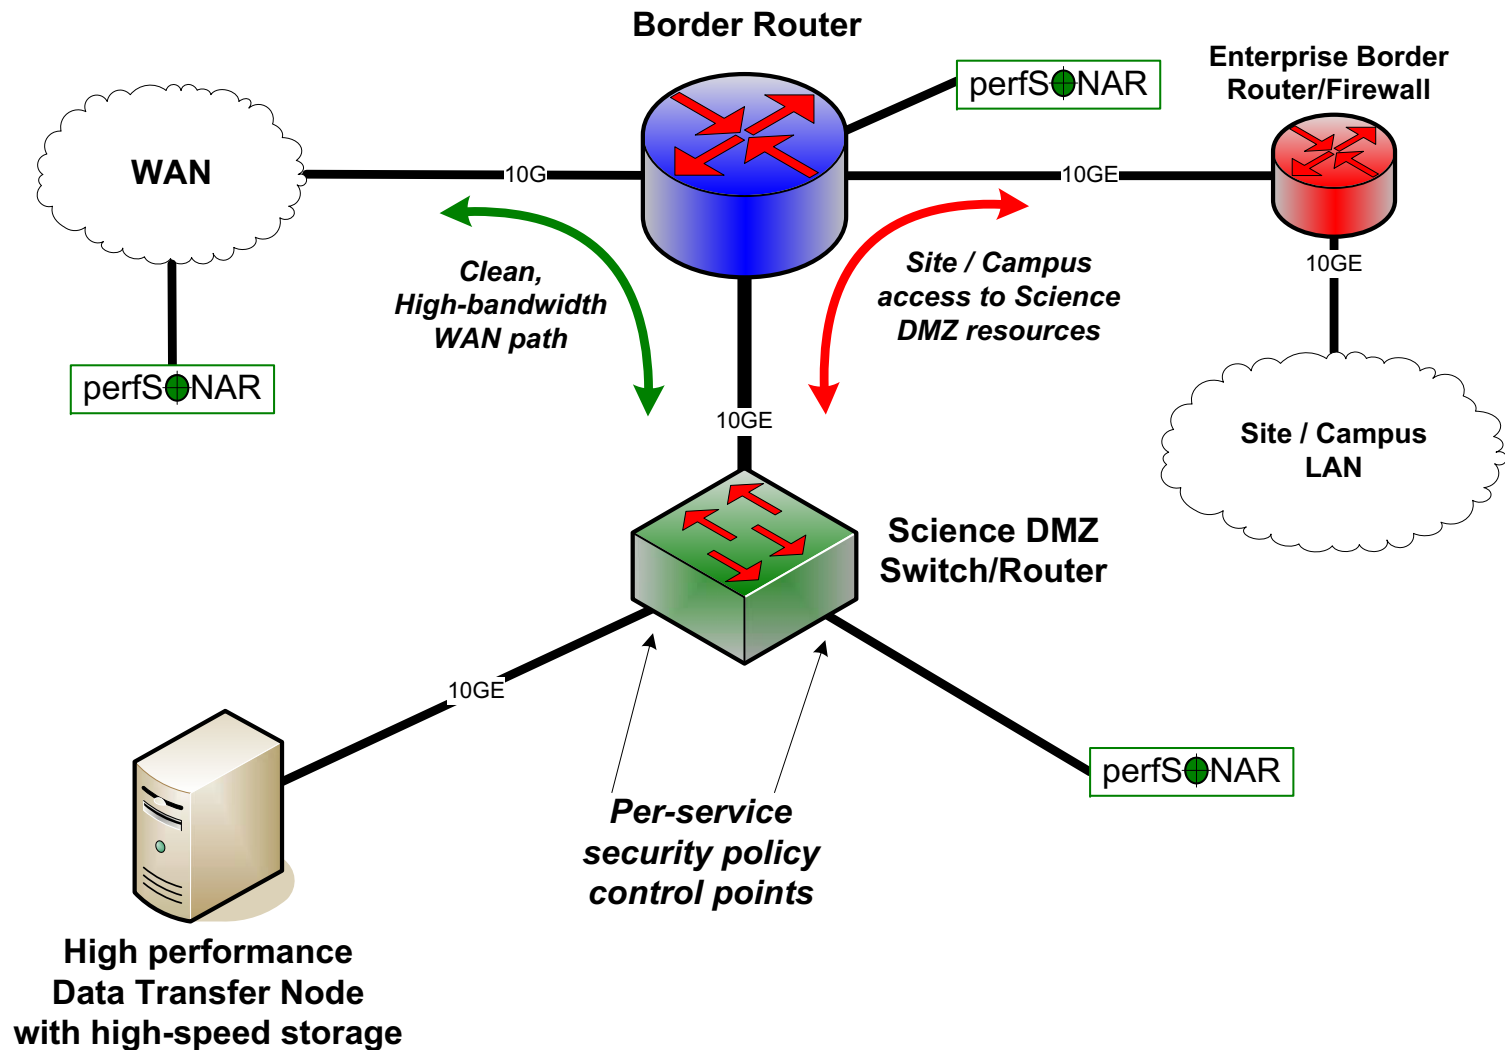 Border Router
perfSONAR
Enterprise Border
Router/Firewall
WAN
10G
10GE
10GE
Clean,
High-bandwidth
WAN path
Site / Campus
access to Science
DMZ resources
perfSONAR
10GE
Site / Campus
LAN
Science DMZ
Switch/Router
10GE
perfSONAR
Per-service
security policy
control points
High performance
Data Transfer Node
with high-speed storage